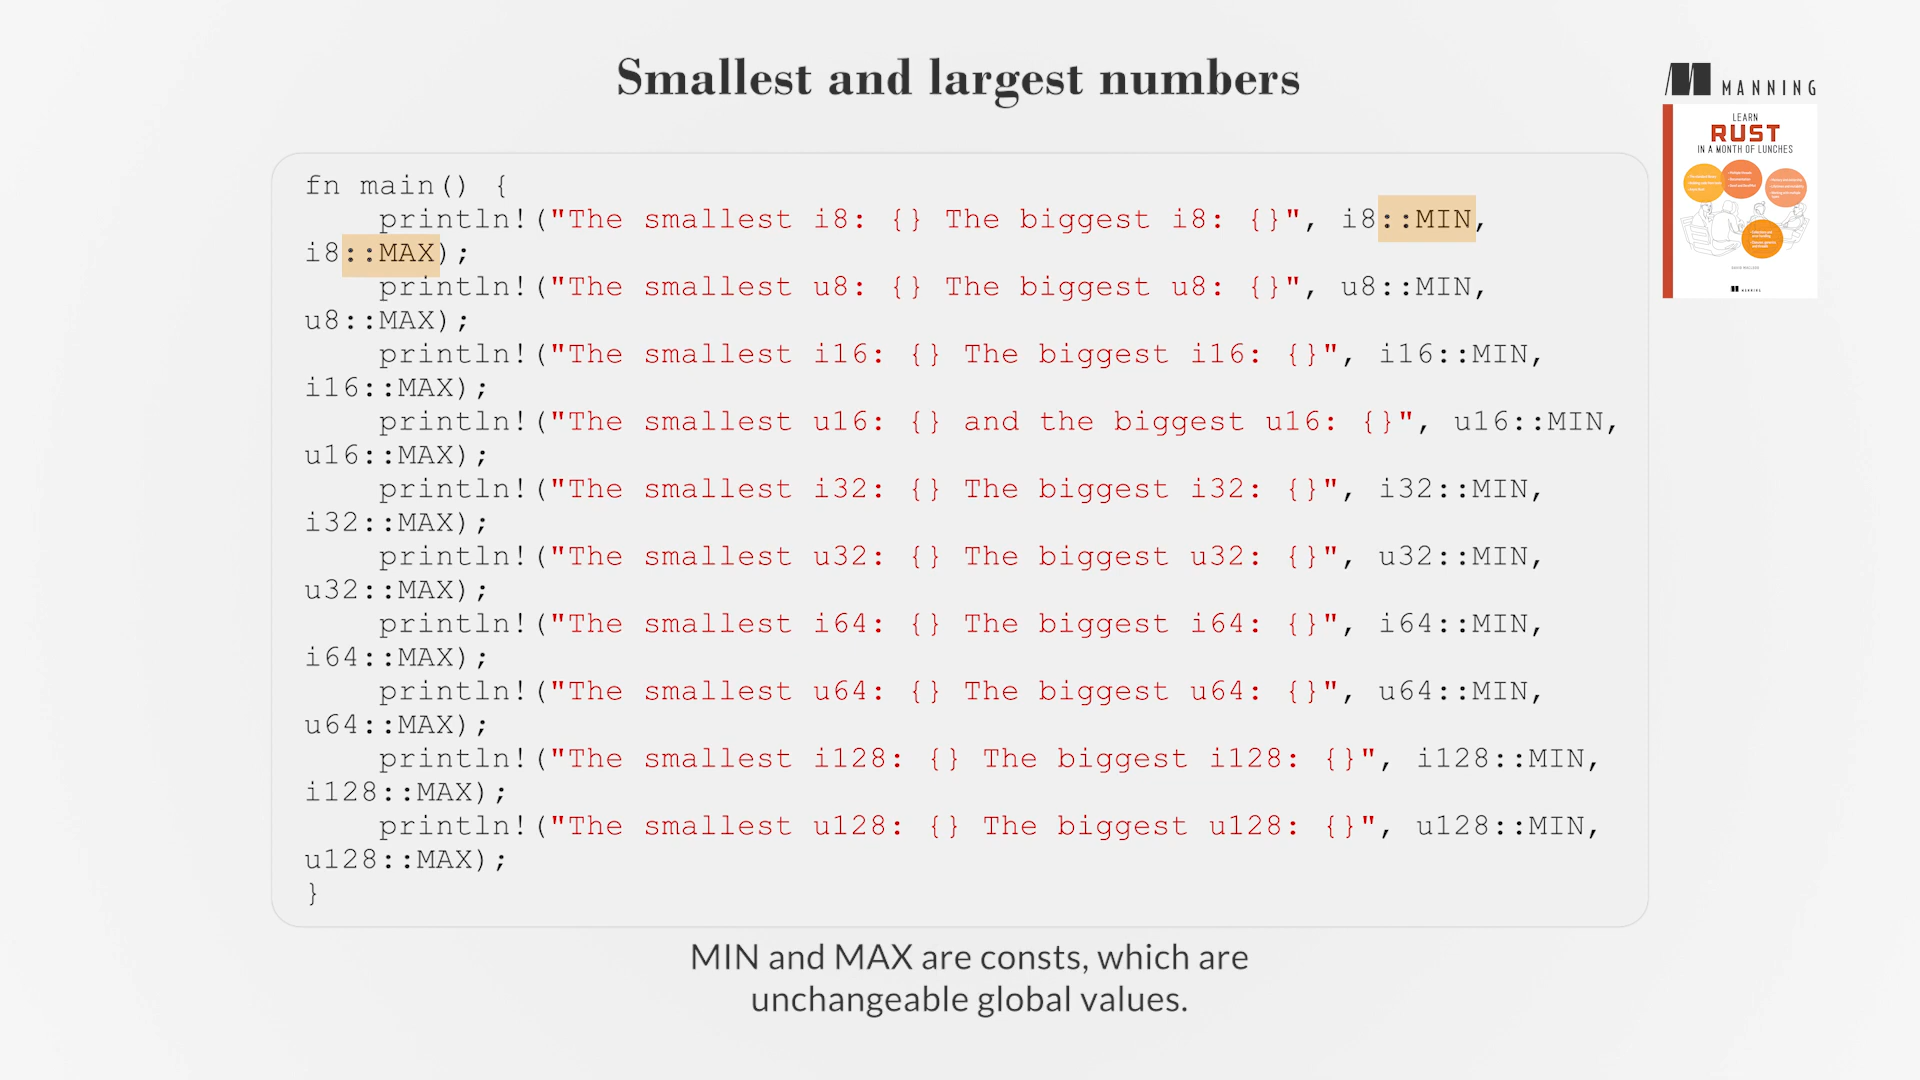 Smallest and largest numbers
MANNING
LEARN
RUST
IN A MONTH OF LUNCHES
fn main() {
    println!("The smallest i8: {} The biggest i8: {}", i8::MIN,
i8::MAX);
    println!("The smallest u8: {} The biggest u8: {}", u8::MIN,
u8::MAX);
    println!("The smallest i16: {} The biggest i16: {}", i16::MIN,
i16::MAX);
    println!("The smallest u16: {} and the biggest u16: {}", u16::MIN,
u16::MAX);
    println!("The smallest i32: {} The biggest i32: {}", i32::MIN,
i32::MAX);
    println!("The smallest u32: {} The biggest u32: {}", u32::MIN,
u32::MAX);
    println!("The smallest i64: {} The biggest i64: {}", i64::MIN,
i64::MAX);
    println!("The smallest u64: {} The biggest u64: {}", u64::MIN,
u64::MAX);
    println!("The smallest i128: {} The biggest i128: {}", i128::MIN,
i128::MAX);
    println!("The smallest u128: {} The biggest u128: {}", u128::MIN,
u128::MAX);
}
MIN and MAX are consts, which are
unchangeable global values.